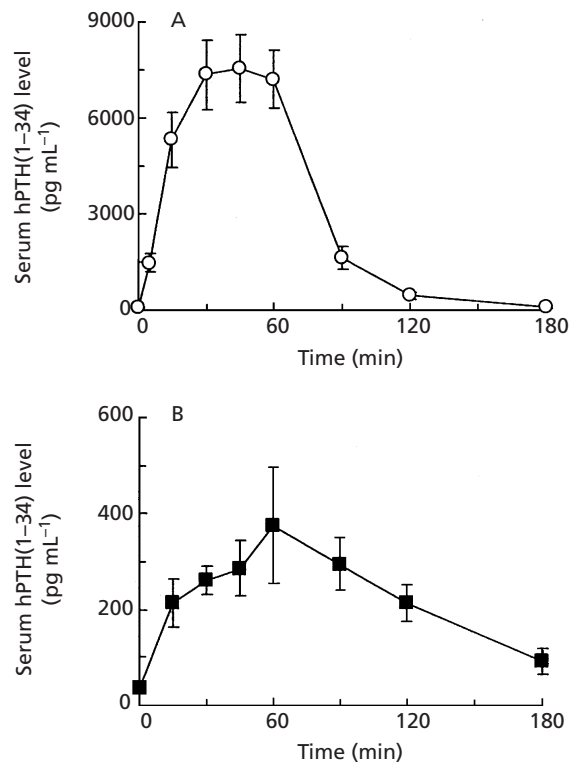 A
9000
6000
3000
0
Serum hPTH(1–34) level
(pg mL⁻¹)
0 60 120 180
Time (min)
B
600
400
200
0
Serum hPTH(1–34) level
(pg mL⁻¹)
0 60 120 180
Time (min)